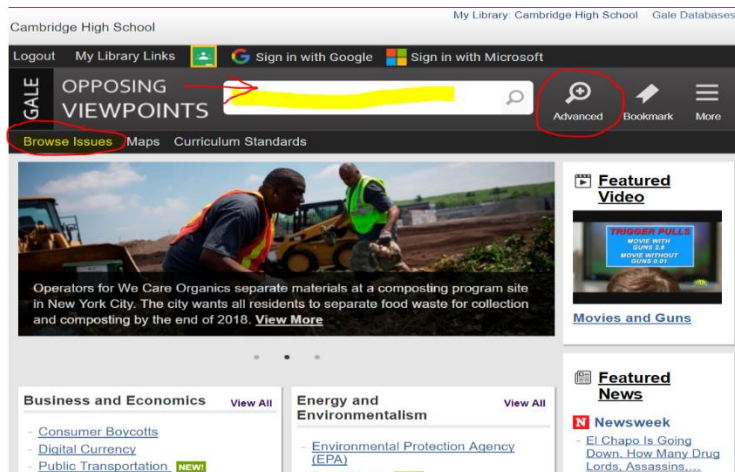 Cambridge High School
My Library: Cambridge High School Gale Databases
Logout My Library Links Sign in with Google Sign in with Microsoft
GALE
OPPOSING
VIEWPOINTS
Advanced Bookmark More
Browse Issues Maps Curriculum Standards
Operators for We Care Organics separate materials at a composting program site
in New York City. The city wants all residents to separate food waste for collection
and composting by the end of 2018. View More
Featured
Video
TRIGGER PULLS
MOVIE WITH
GUNS 2.6
MOVIE WITHOUT
GUNS 0.01
Movies and Guns
Business and Economics View All
- Consumer Boycotts
- Digital Currency
- Public Transportation NEW!
Energy and View All
Environmentalism
- Environmental Protection Agency
(EPA)
Featured
News
N Newsweek
- El Chapo Is Going
Down. How Many Drug
Lords, Assassins,...